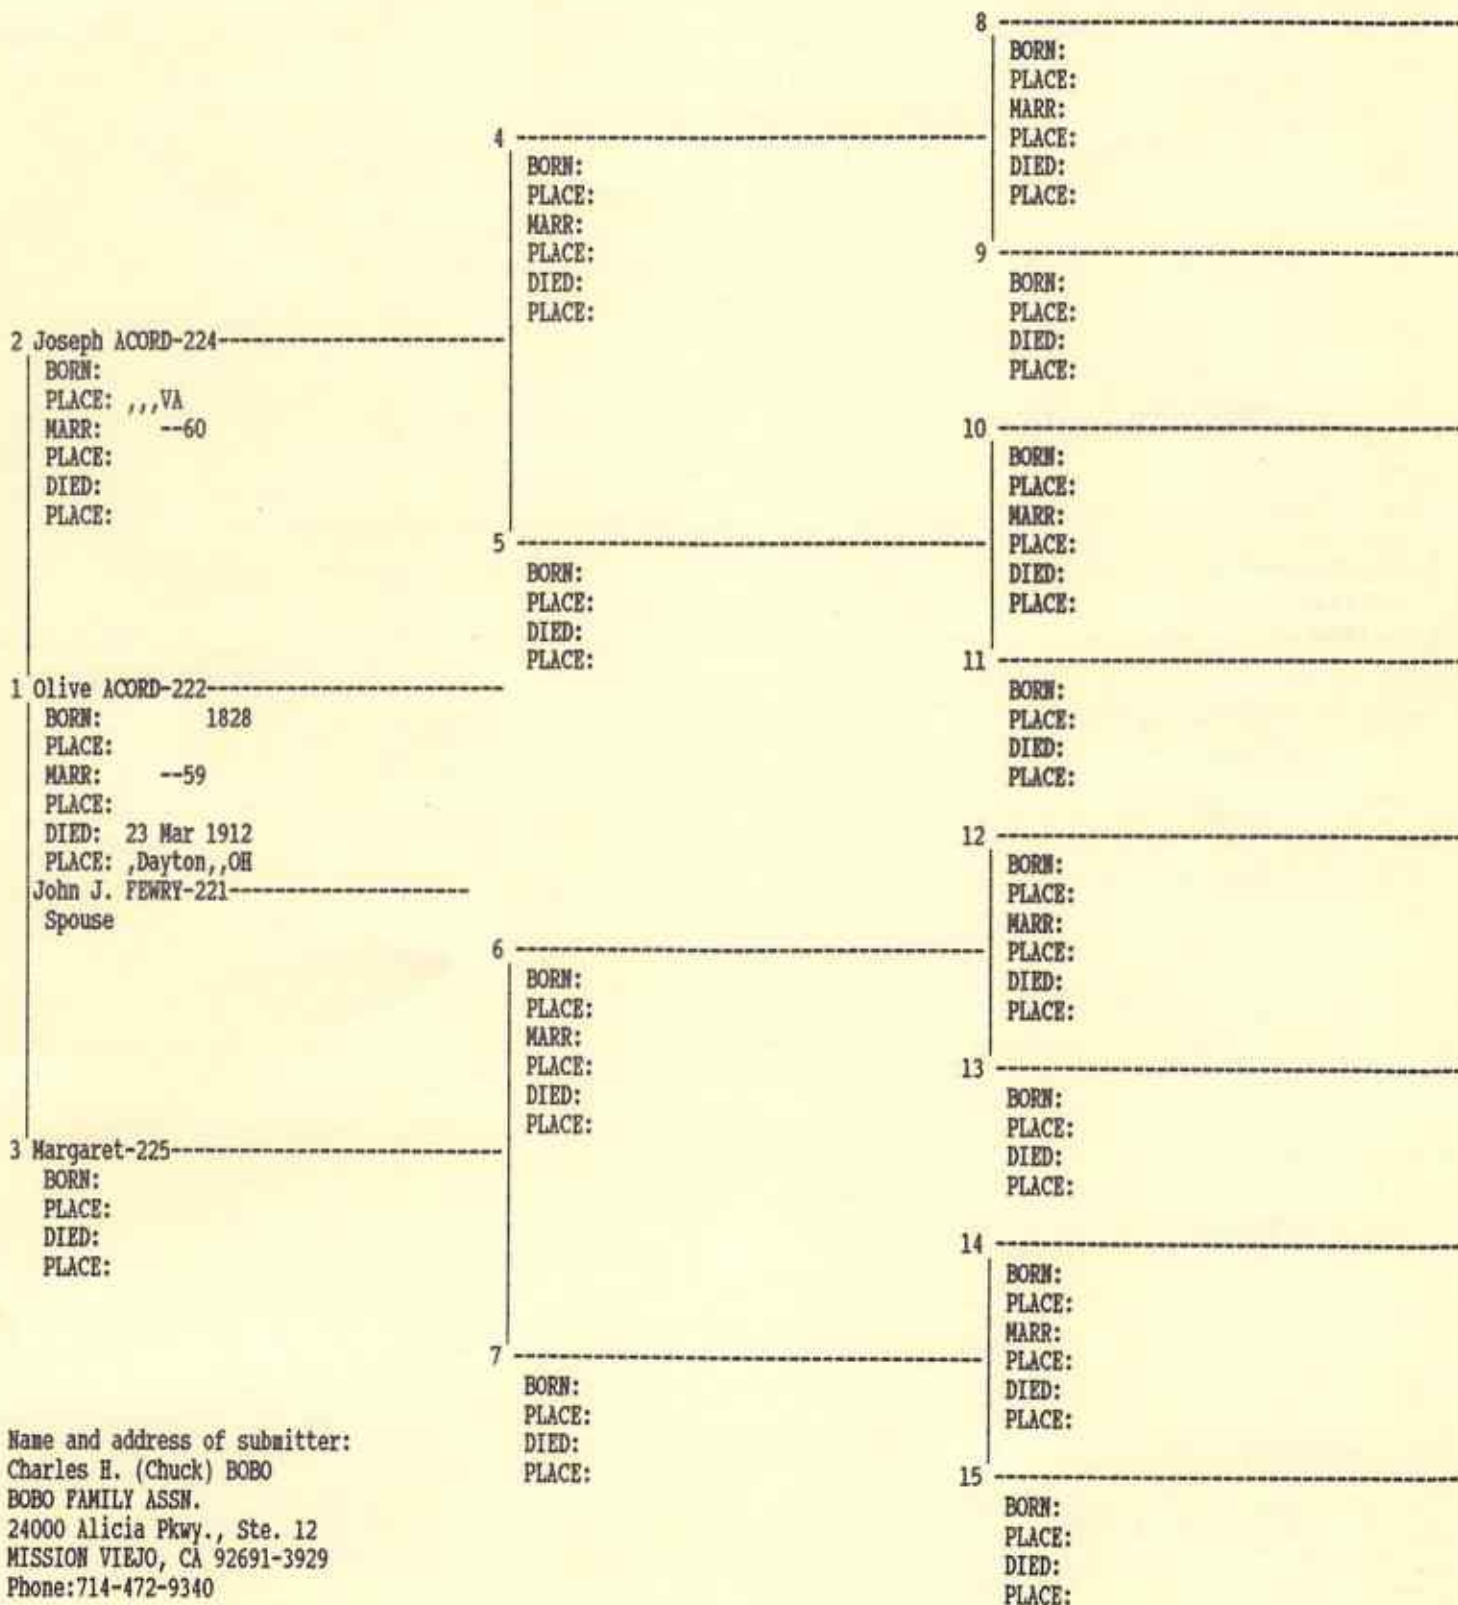 2 Joseph ACORD-224
BORN:
PLACE: ,,,VA
MARR: --60
PLACE:
DIED:
PLACE:
1 Olive ACORD-222
BORN: 1828
PLACE:
MARR: --59
PLACE:
DIED: 23 Mar 1912
PLACE: ,Dayton,,OH
John J. FEWRY-221
Spouse
3 Margaret-225
BORN:
PLACE:
DIED:
PLACE:
Name and address of submitter:
Charles H. (Chuck) BOBO
BOBO FAMILY ASSN.
24000 Alicia Pkwy., Ste. 12
MISSION VIEJO, CA 92691-3929
Phone:714-472-9340
4
BORN:
PLACE:
MARR:
PLACE:
DIED:
PLACE:
5
BORN:
PLACE:
DIED:
PLACE:
6
BORN:
PLACE:
MARR:
PLACE:
DIED:
PLACE:
7
BORN:
PLACE:
DIED:
PLACE:
8
BORN:
PLACE:
MARR:
PLACE:
DIED:
PLACE:
9
BORN:
PLACE:
DIED:
PLACE:
10
BORN:
PLACE:
MARR:
PLACE:
DIED:
PLACE:
11
BORN:
PLACE:
DIED:
PLACE:
12
BORN:
PLACE:
MARR:
PLACE:
DIED:
PLACE:
13
BORN:
PLACE:
DIED:
PLACE:
14
BORN:
PLACE:
MARR:
PLACE:
DIED:
PLACE:
15
BORN:
PLACE:
DIED:
PLACE: